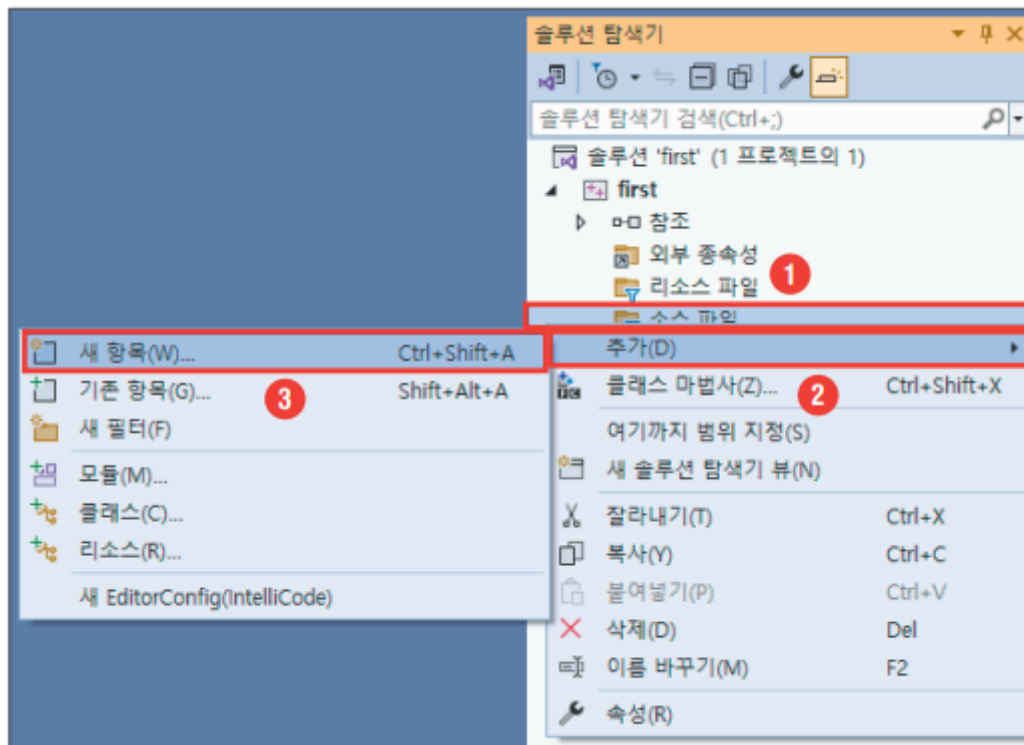 솔루션 탐색기
솔루션 탐색기 검색(Ctrl+;)
솔루션 'first' (1 프로젝트의 1)
first
참조
외부 종속성
리소스 파일
1
소스 파일
추가(D)
클래스 마법사(Z)... Ctrl+Shift+X
2
여기까지 범위 지정(S)
새 솔루션 탐색기 뷰(N)
잘라내기(T) Ctrl+X
복사(Y) Ctrl+C
붙여넣기(P) Ctrl+V
삭제(D) Del
이름 바꾸기(M) F2
속성(R)
새 항목(W)... Ctrl+Shift+A
기존 항목(G)... Shift+Alt+A
3
새 필터(F)
모듈(M)...
클래스(C)...
리소스(R)...
새 EditorConfig(IntelliCode)